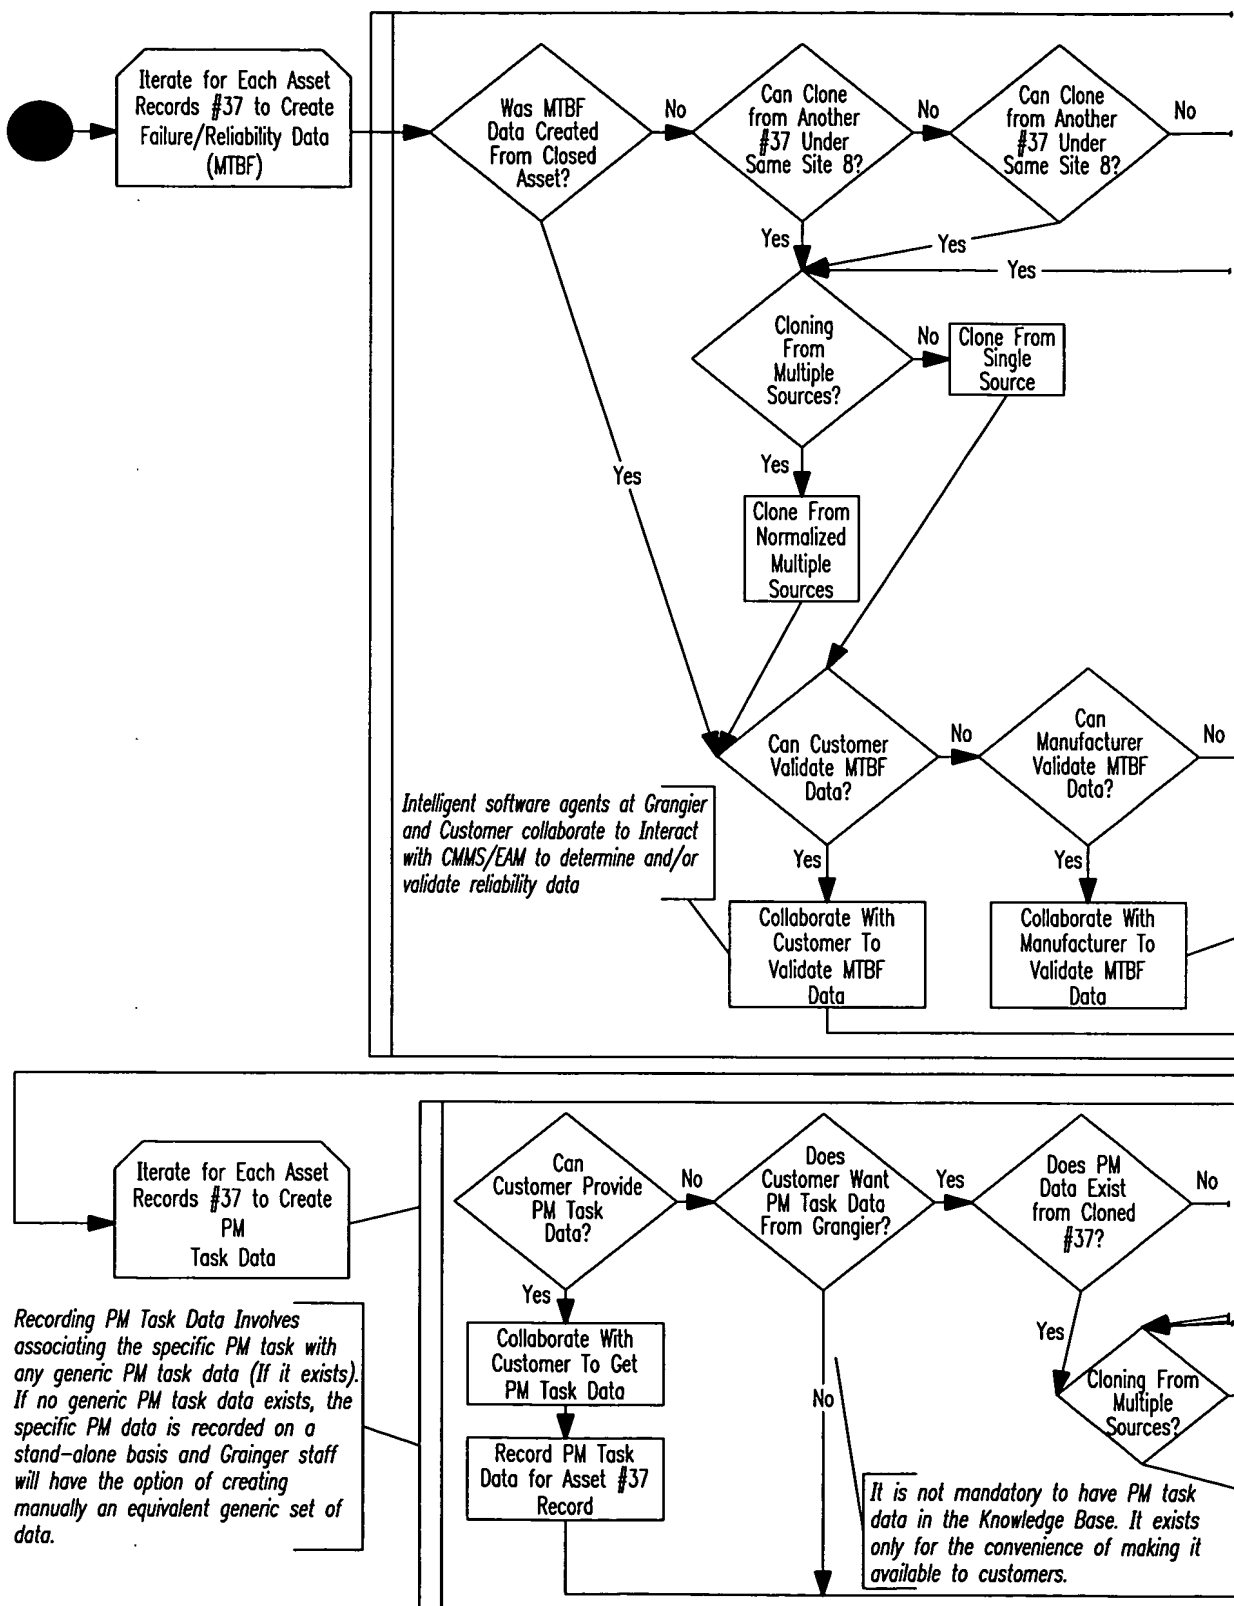 Iterate for Each Asset
Records #37 to Create
Failure/Reliability Data
(MTBF)
Was MTBF
Data Created
From Closed
Asset?
No
Can Clone
from Another
#37 Under
Same Site 8?
No
Can Clone
from Another
#37 Under
Same Site 8?
No
Yes
Yes
Yes
Cloning
From
Multiple
Sources?
No
Clone From
Single
Source
Yes
Yes
Clone From
Normalized
Multiple
Sources
Can Customer
Validate MTBF
Data?
No
Can
Manufacturer
Validate MTBF
Data?
No
Intelligent software agents at Grangier
and Customer collaborate to Interact
with CMMS/EAM to determine and/or
validate reliability data
Yes
Yes
Collaborate With
Customer To
Validate MTBF
Data
Collaborate With
Manufacturer To
Validate MTBF
Data
Iterate for Each Asset
Records #37 to Create
PM
Task Data
Can
Customer Provide
PM Task
Data?
No
Does
Customer Want
PM Task Data
From Grangier?
Yes
Does PM
Data Exist
from Cloned
#37?
No
Yes
Collaborate With
Customer To Get
PM Task Data
No
Yes
Cloning From
Multiple
Sources?
Record PM Task
Data for Asset #37
Record
Recording PM Task Data Involves
associating the specific PM task with
any generic PM task data (If it exists).
If no generic PM task data exists, the
specific PM data is recorded on a
stand-alone basis and Grainger staff
will have the option of creating
manually an equivalent generic set of
data.
It is not mandatory to have PM task
data in the Knowledge Base. It exists
only for the convenience of making it
available to customers.